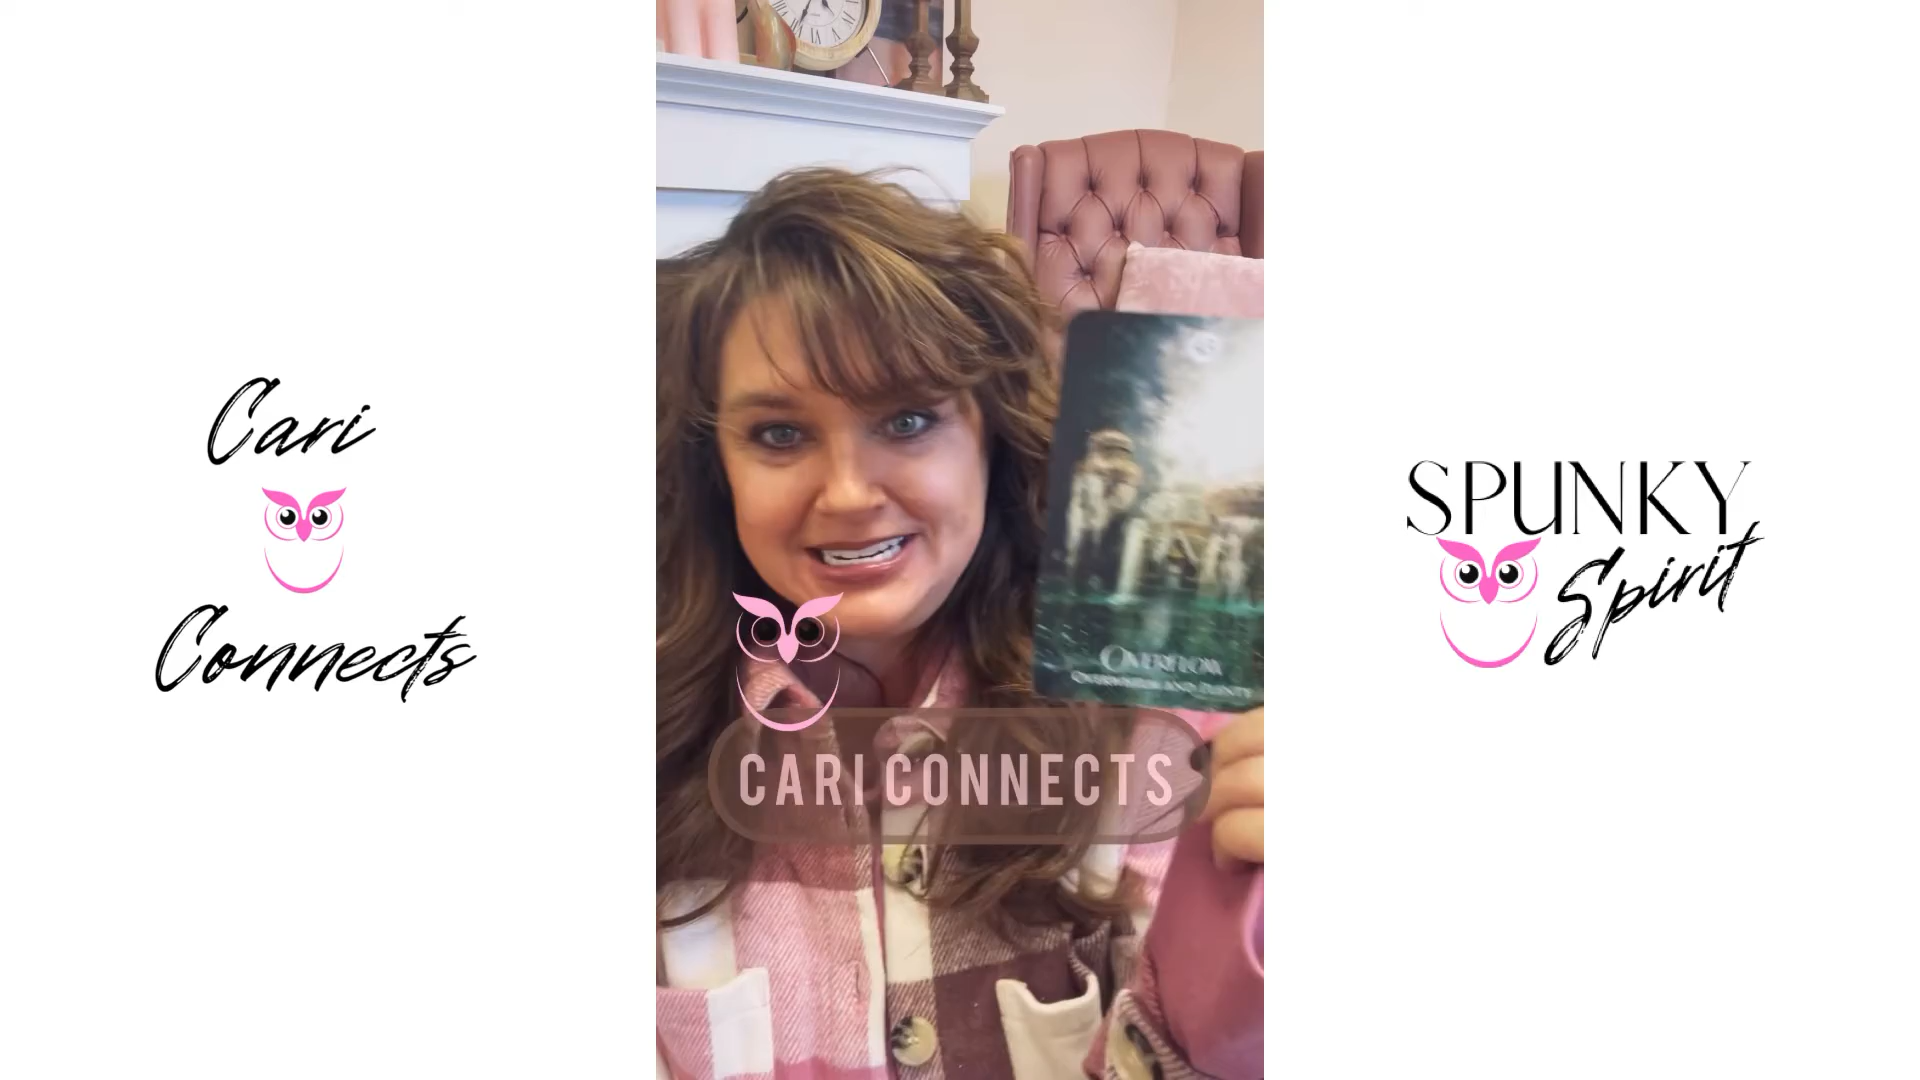 Cari
Connects
OVERFLOW
CARI CONNECTS
SPUNKY
Spirit